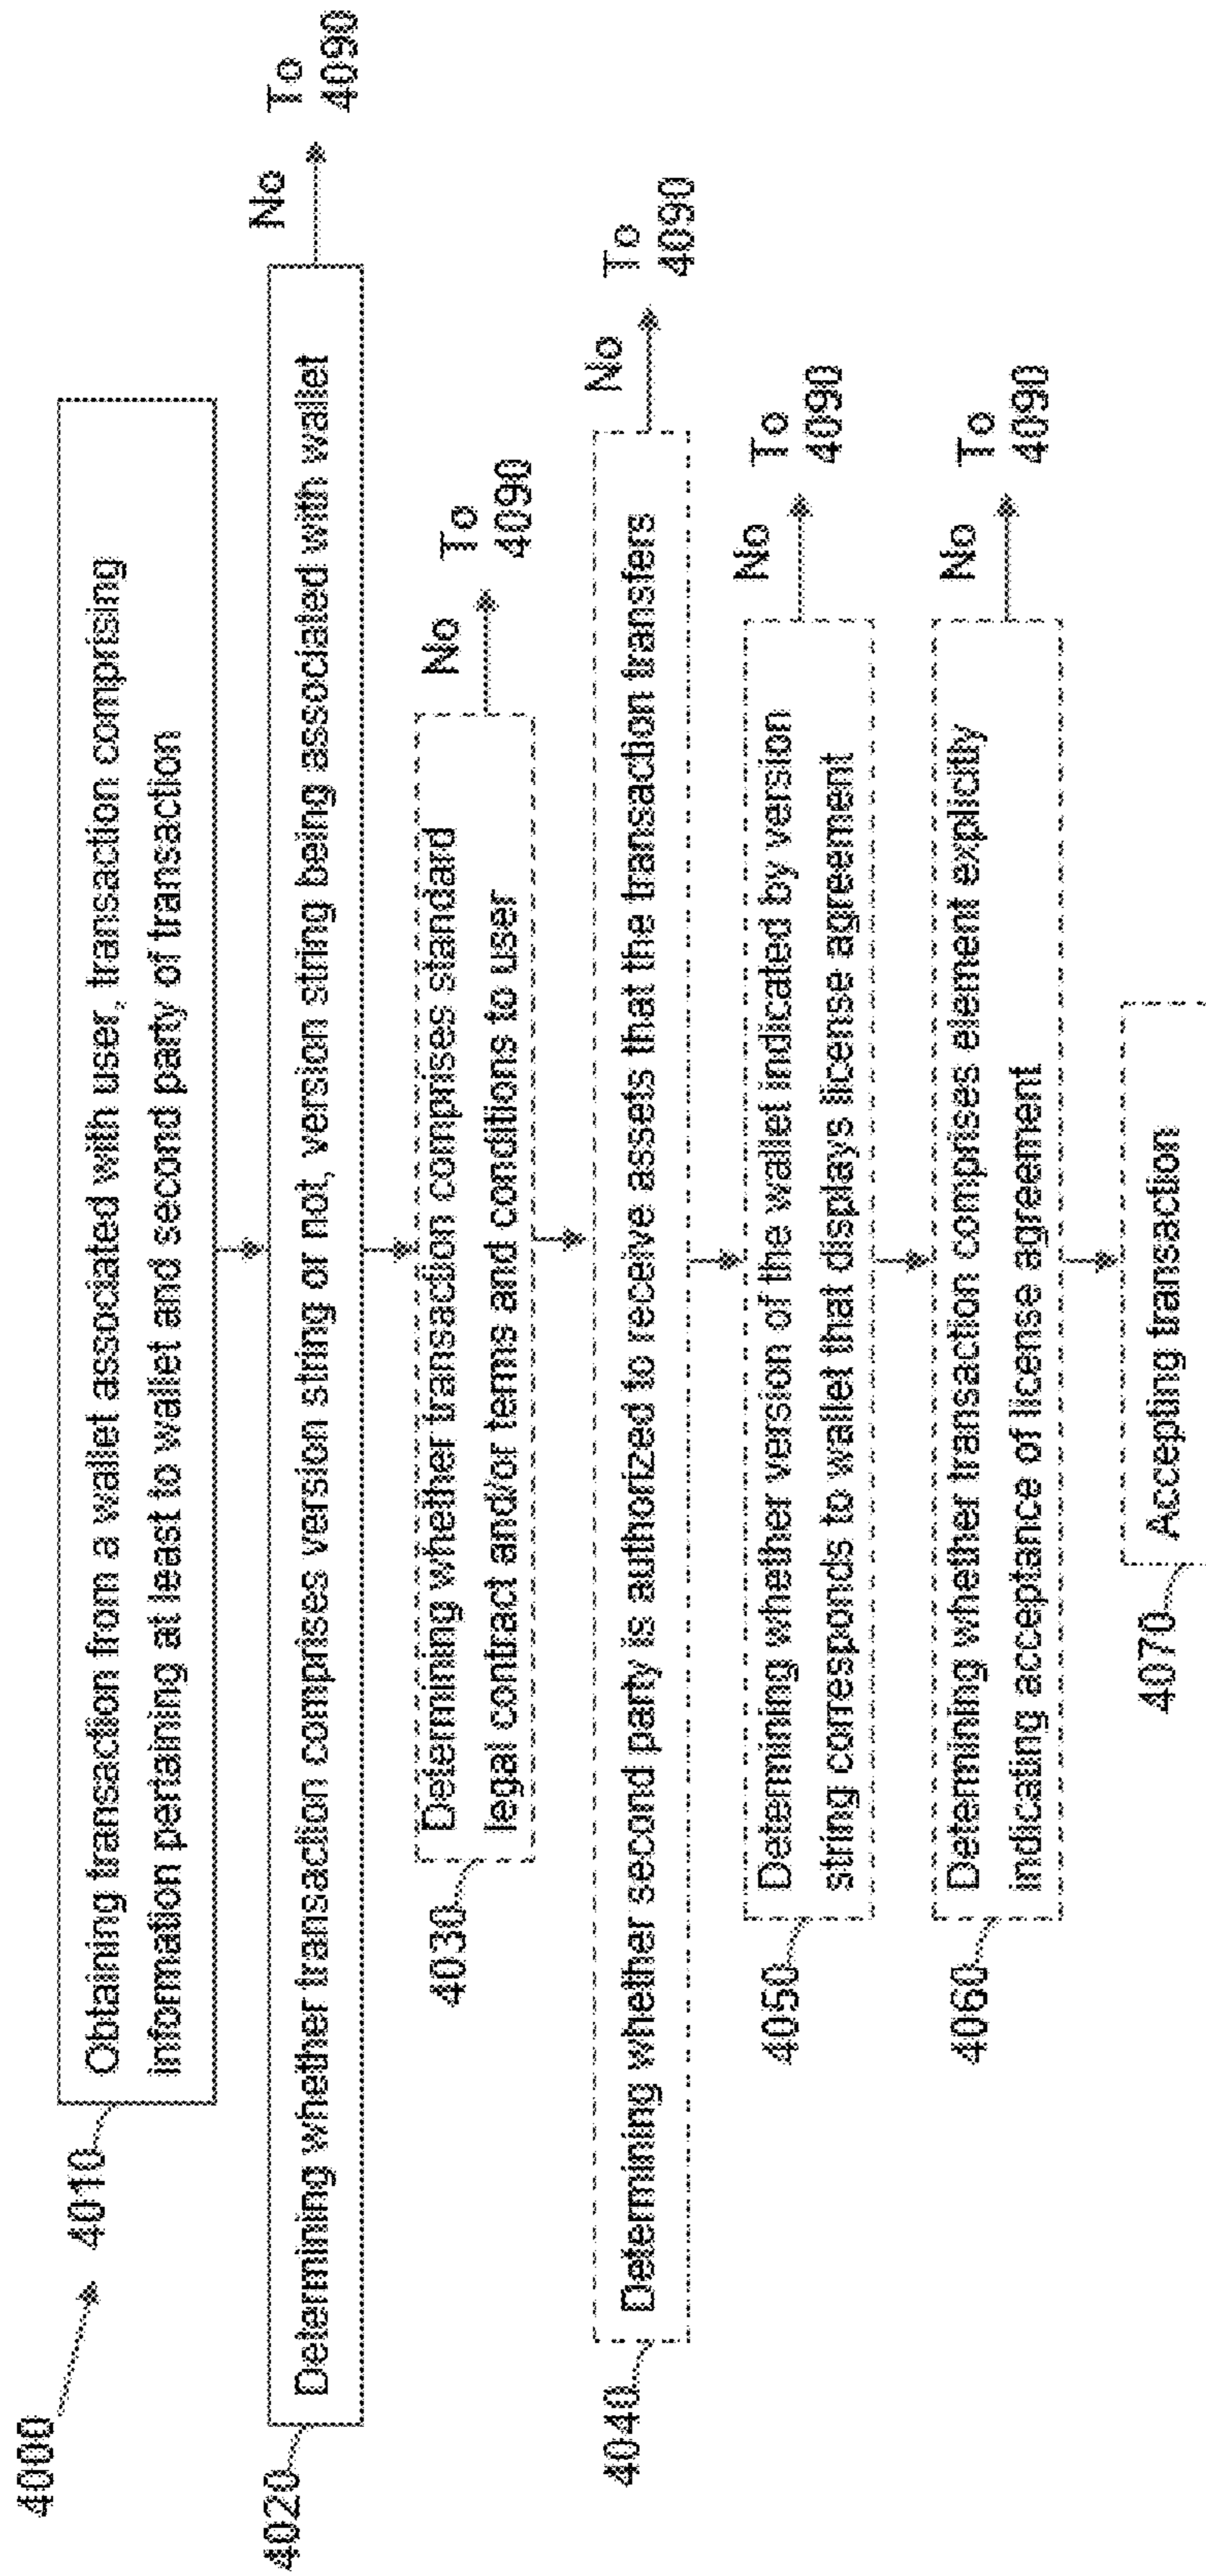 4000
4010
Obtaining transaction from a wallet associated with user, transaction comprising
information pertaining at least to wallet and second party of transaction
4020
Determining whether transaction comprises version string or not, version string being associated with wallet
No
To
4090
4030
Determining whether transaction comprises standard
legal contract and/or terms and conditions to user
No
To
4090
4040
Determining whether second party is authorized to receive assets that the transaction transfers
No
To
4090
4050
Determining whether version of the wallet indicated by version
string corresponds to wallet that displays license agreement
No
To
4090
4060
Determining whether transaction comprises element explicitly
indicating acceptance of license agreement
No
To
4090
4070
Accepting transaction